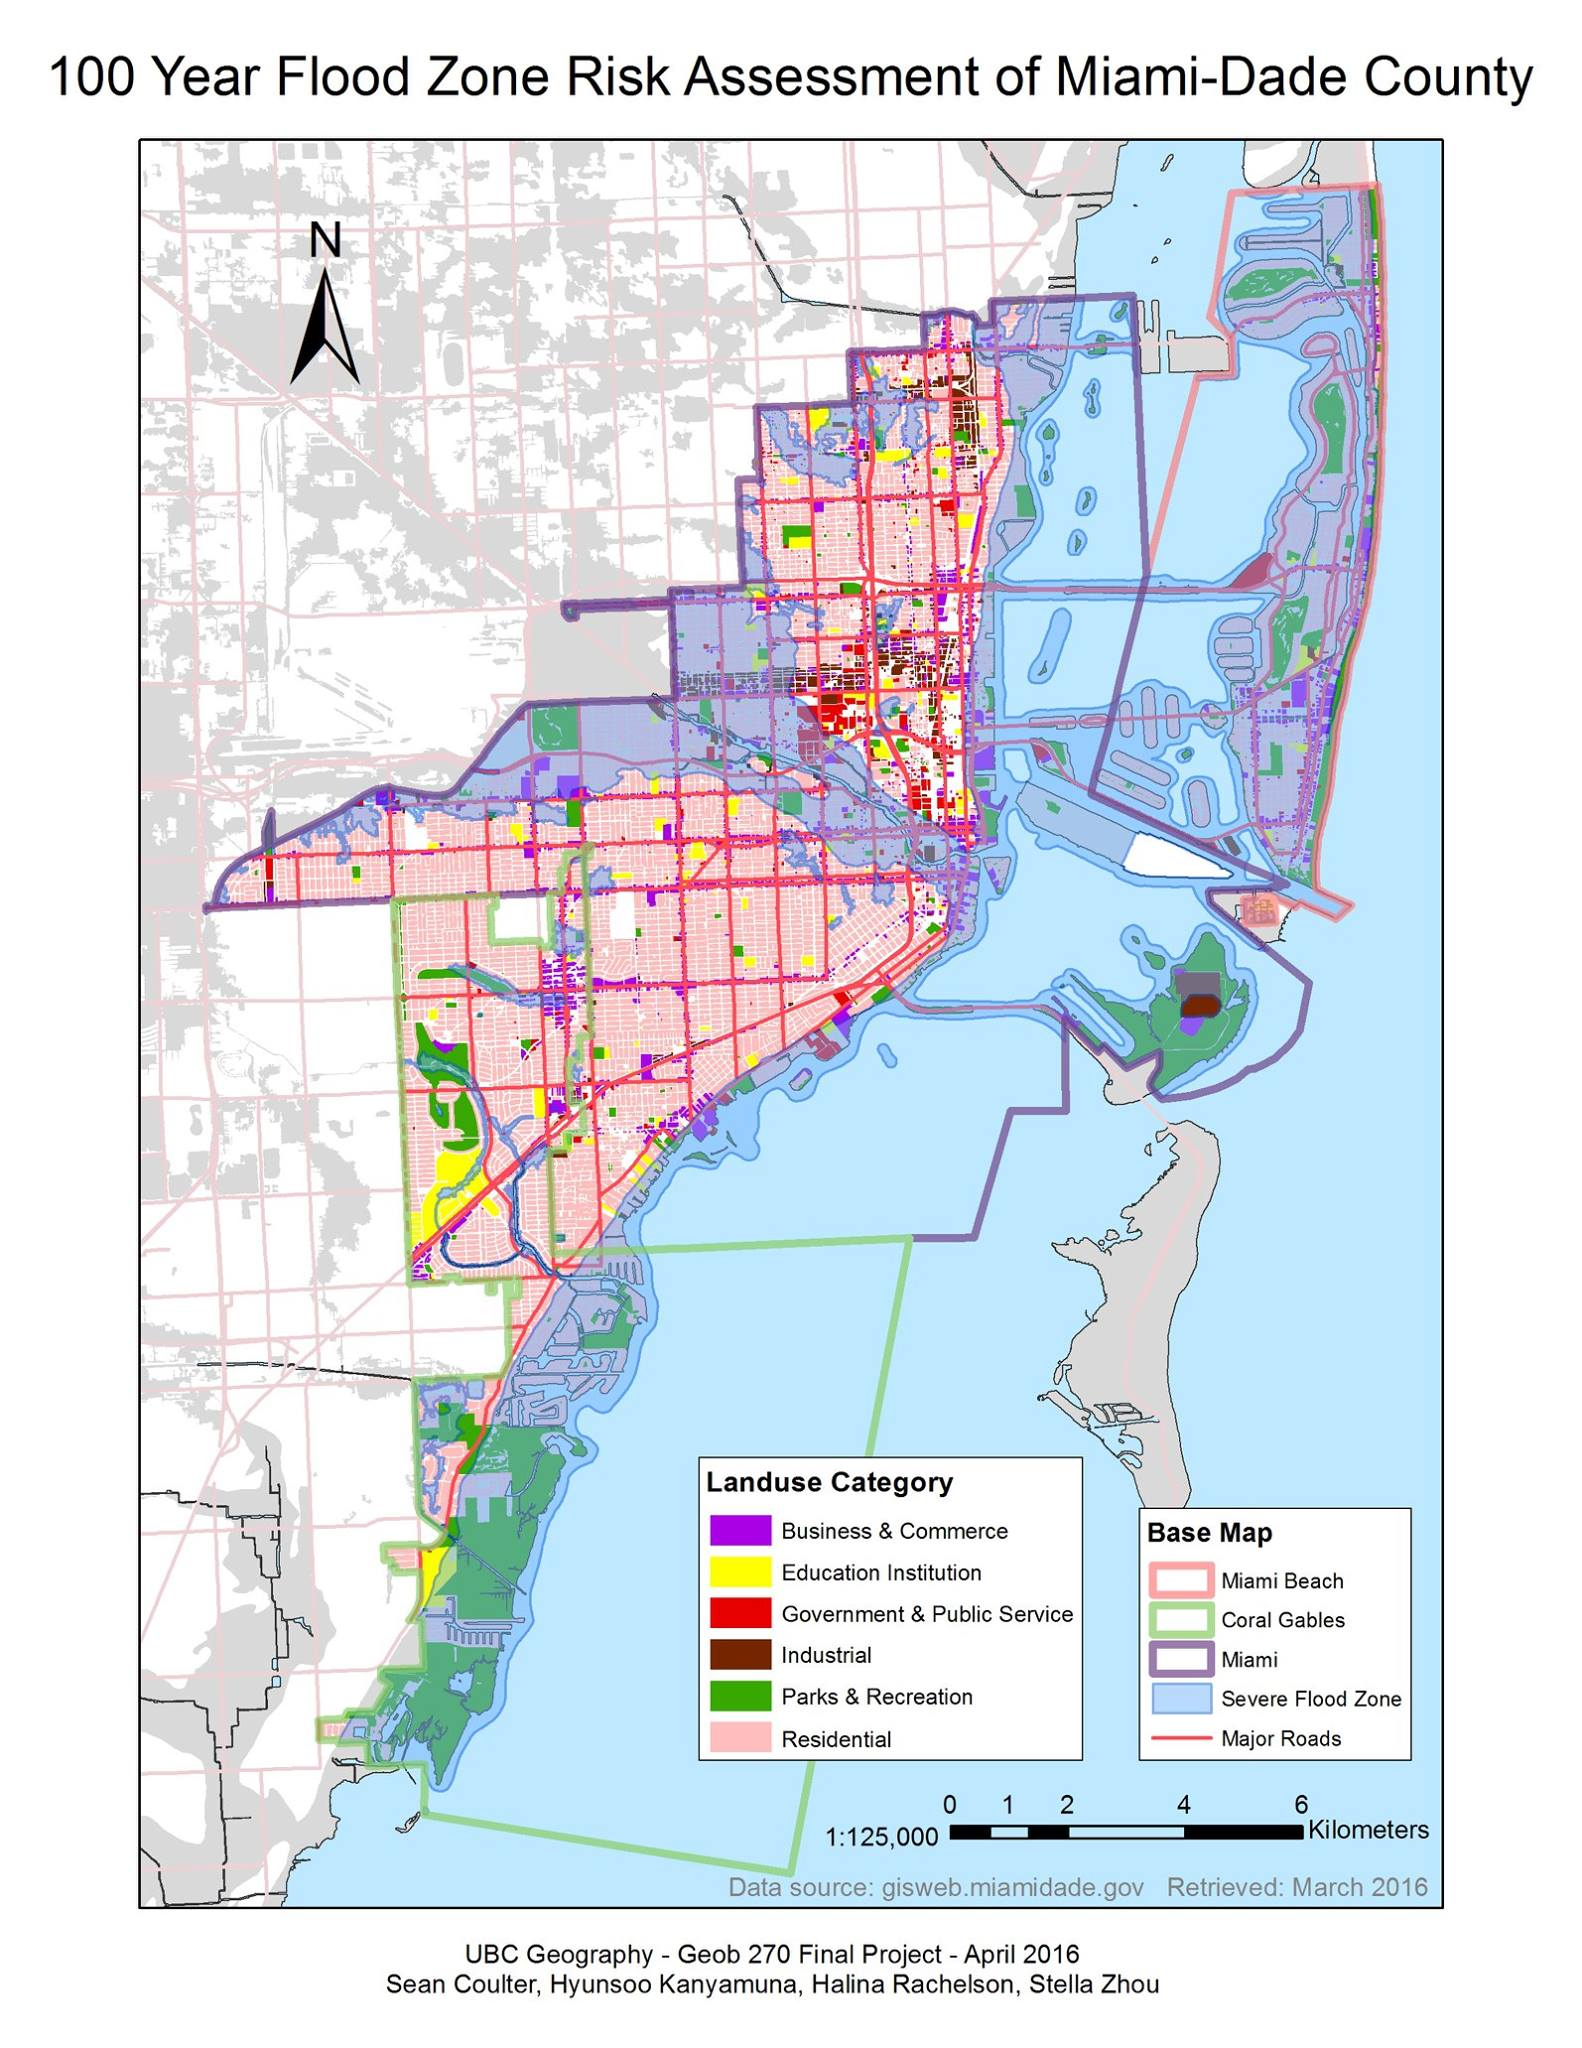 100 Year Flood Zone Risk Assessment of Miami-Dade County
N
Landuse Category
Business & Commerce
Education Institution
Government & Public Service
Industrial
Parks & Recreation
Residential
Base Map
Miami Beach
Coral Gables
Miami
Severe Flood Zone
Major Roads
0 1 2 4 6
1:125,000 Kilometers
Data source: gisweb.miamidade.gov Retrieved: March 2016
UBC Geography - Geob 270 Final Project - April 2016
Sean Coulter, Hyunsoo Kanyamuna, Halina Rachelson, Stella Zhou